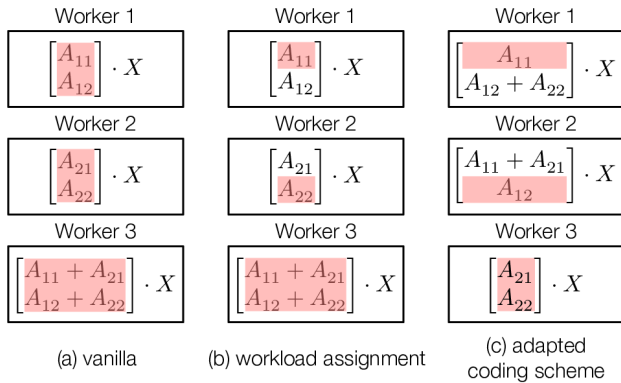 Worker 1
[A₁₁
A₁₂] · X
Worker 2
[A₂₁
A₂₂] · X
Worker 3
[A₁₁ + A₂₁
A₁₂ + A₂₂] · X
(a) vanilla
Worker 1
[A₁₁
A₁₂] · X
Worker 2
[A₂₁
A₂₂] · X
Worker 3
[A₁₁ + A₂₁
A₁₂ + A₂₂] · X
(b) workload assignment
Worker 1
[A₁₁
A₁₂ + A₂₂] · X
Worker 2
[A₁₁ + A₂₁
A₁₂] · X
Worker 3
[A₂₁
A₂₂] · X
(c) adapted
coding scheme